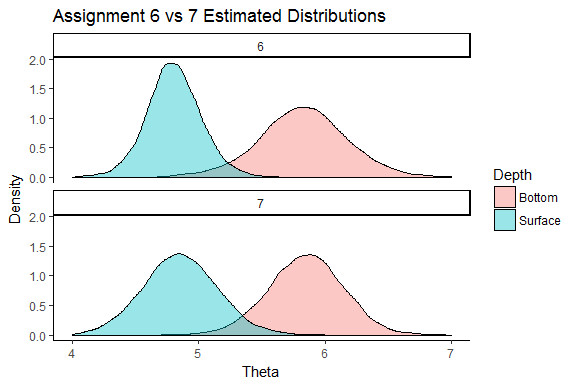 Assignment 6 vs 7 Estimated Distributions
6
2.0
1.5
1.0
0.5
0.0
7
2.0
1.5
1.0
0.5
0.0
4 5 6 7
Theta
Density
Depth
Bottom
Surface